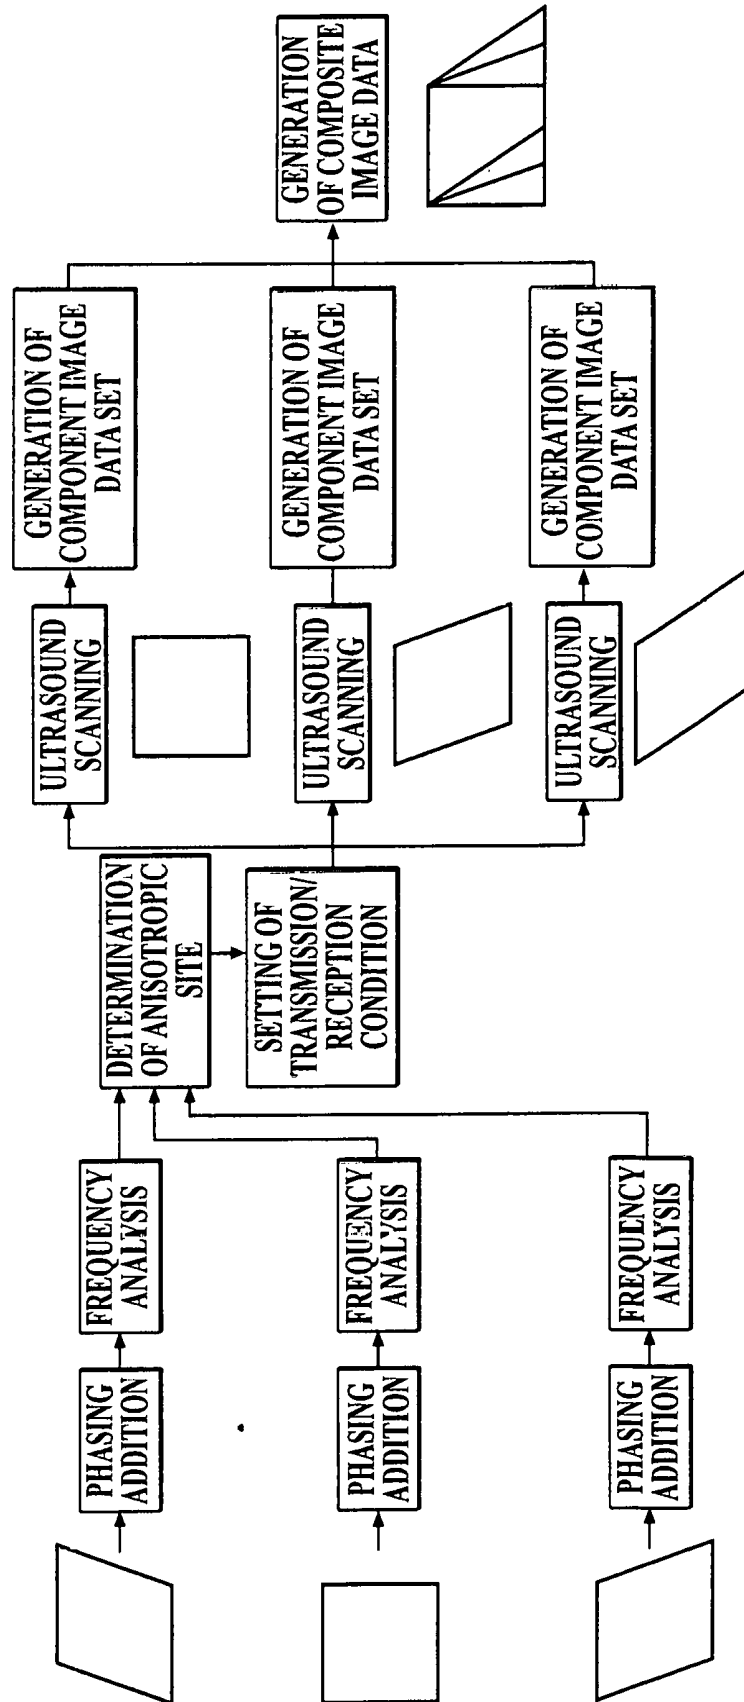 PHASING
ADDITION
FREQUENCY
ANALYSIS
PHASING
ADDITION
FREQUENCY
ANALYSIS
PHASING
ADDITION
FREQUENCY
ANALYSIS
DETERMINATION
OF ANISOTROPIC
SITE
SETTING OF
TRANSMISSION/
RECEPTION
CONDITION
ULTRASOUND
SCANNING
GENERATION OF
COMPONENT IMAGE
DATA SET
ULTRASOUND
SCANNING
GENERATION OF
COMPONENT IMAGE
DATA SET
ULTRASOUND
SCANNING
GENERATION OF
COMPONENT IMAGE
DATA SET
GENERATION
OF COMPOSITE
IMAGE DATA